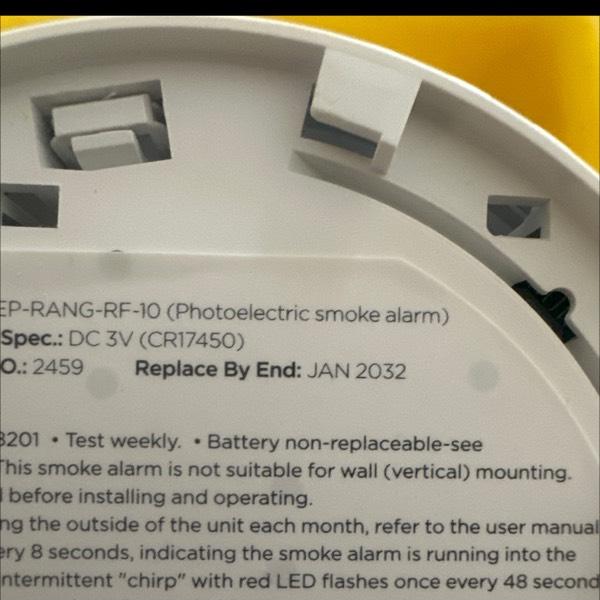 EP-RANG-RF-10 (Photoelectric smoke alarm)
Spec.: DC 3V (CR17450)
O.: 2459 Replace By End: JAN 2032
3201 • Test weekly. • Battery non-replaceable-see
This smoke alarm is not suitable for wall (vertical) mounting.
before installing and operating.
ng the outside of the unit each month, refer to the user manual
ery 8 seconds, indicating the smoke alarm is running into the
ntermittent "chirp" with red LED flashes once every 48 second